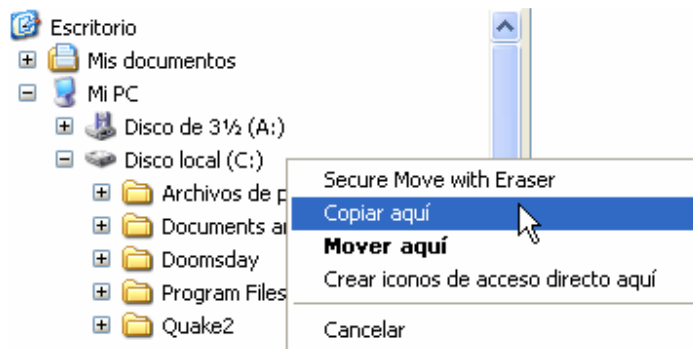 Escritorio
Mis documentos
Mi PC
Disco de 3½ (A:)
Disco local (C:)
Archivos de p
Documents a
Doomsday
Program Files
Quake2
Secure Move with Eraser
Copiar aquí
Mover aquí
Crear iconos de acceso directo aquí
Cancelar